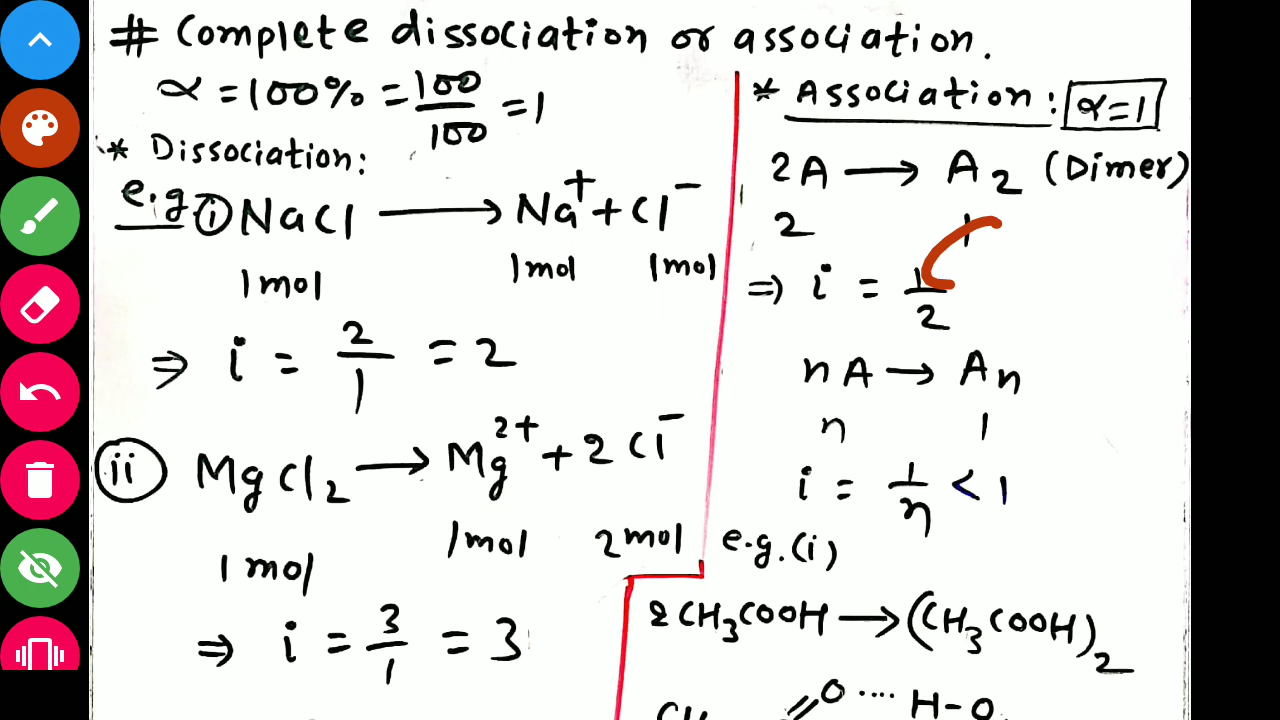 # Complete dissociation or association.
α = 100% = 100/100 = 1
* Dissociation:
e.g. (i) NaCl ⟶ Na⁺ + Cl⁻
1 mol 1 mol 1 mol
⇒ i = 2/1 = 2
(ii) MgCl₂ ⟶ Mg²⁺ + 2Cl⁻
1 mol 1 mol 2 mol
⇒ i = 3/1 = 3
* Association: α=1
2A ⟶ A₂ (Dimer)
2 1
⇒ i = 1/2
nA ⟶ Aₙ
n 1
i = 1/n < 1
e.g. (i)
2CH₃COOH ⟶ (CH₃COOH)₂
O .... H-O